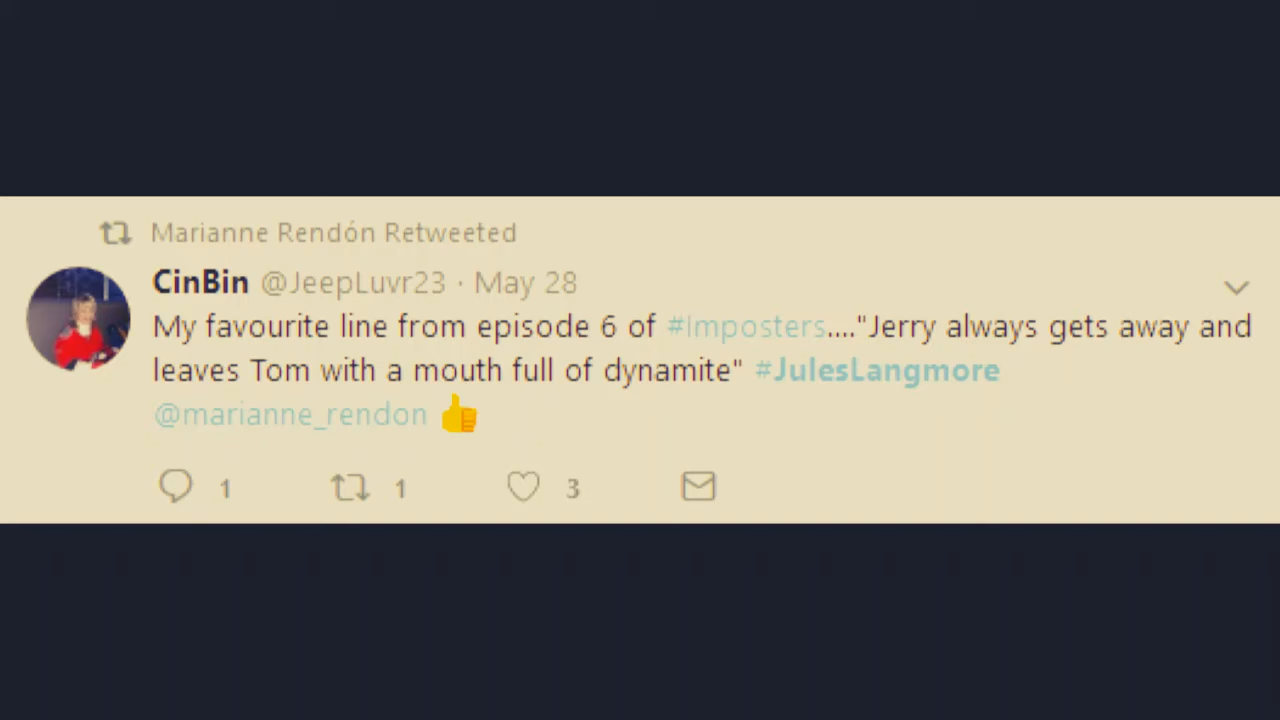 Marianne Rendón Retweeted
CinBin @JeepLuvr23 · May 28
My favourite line from episode 6 of #Imposters...."Jerry always gets away and
leaves Tom with a mouth full of dynamite" #JulesLangmore
@marianne_rendon 👍
1 1 3